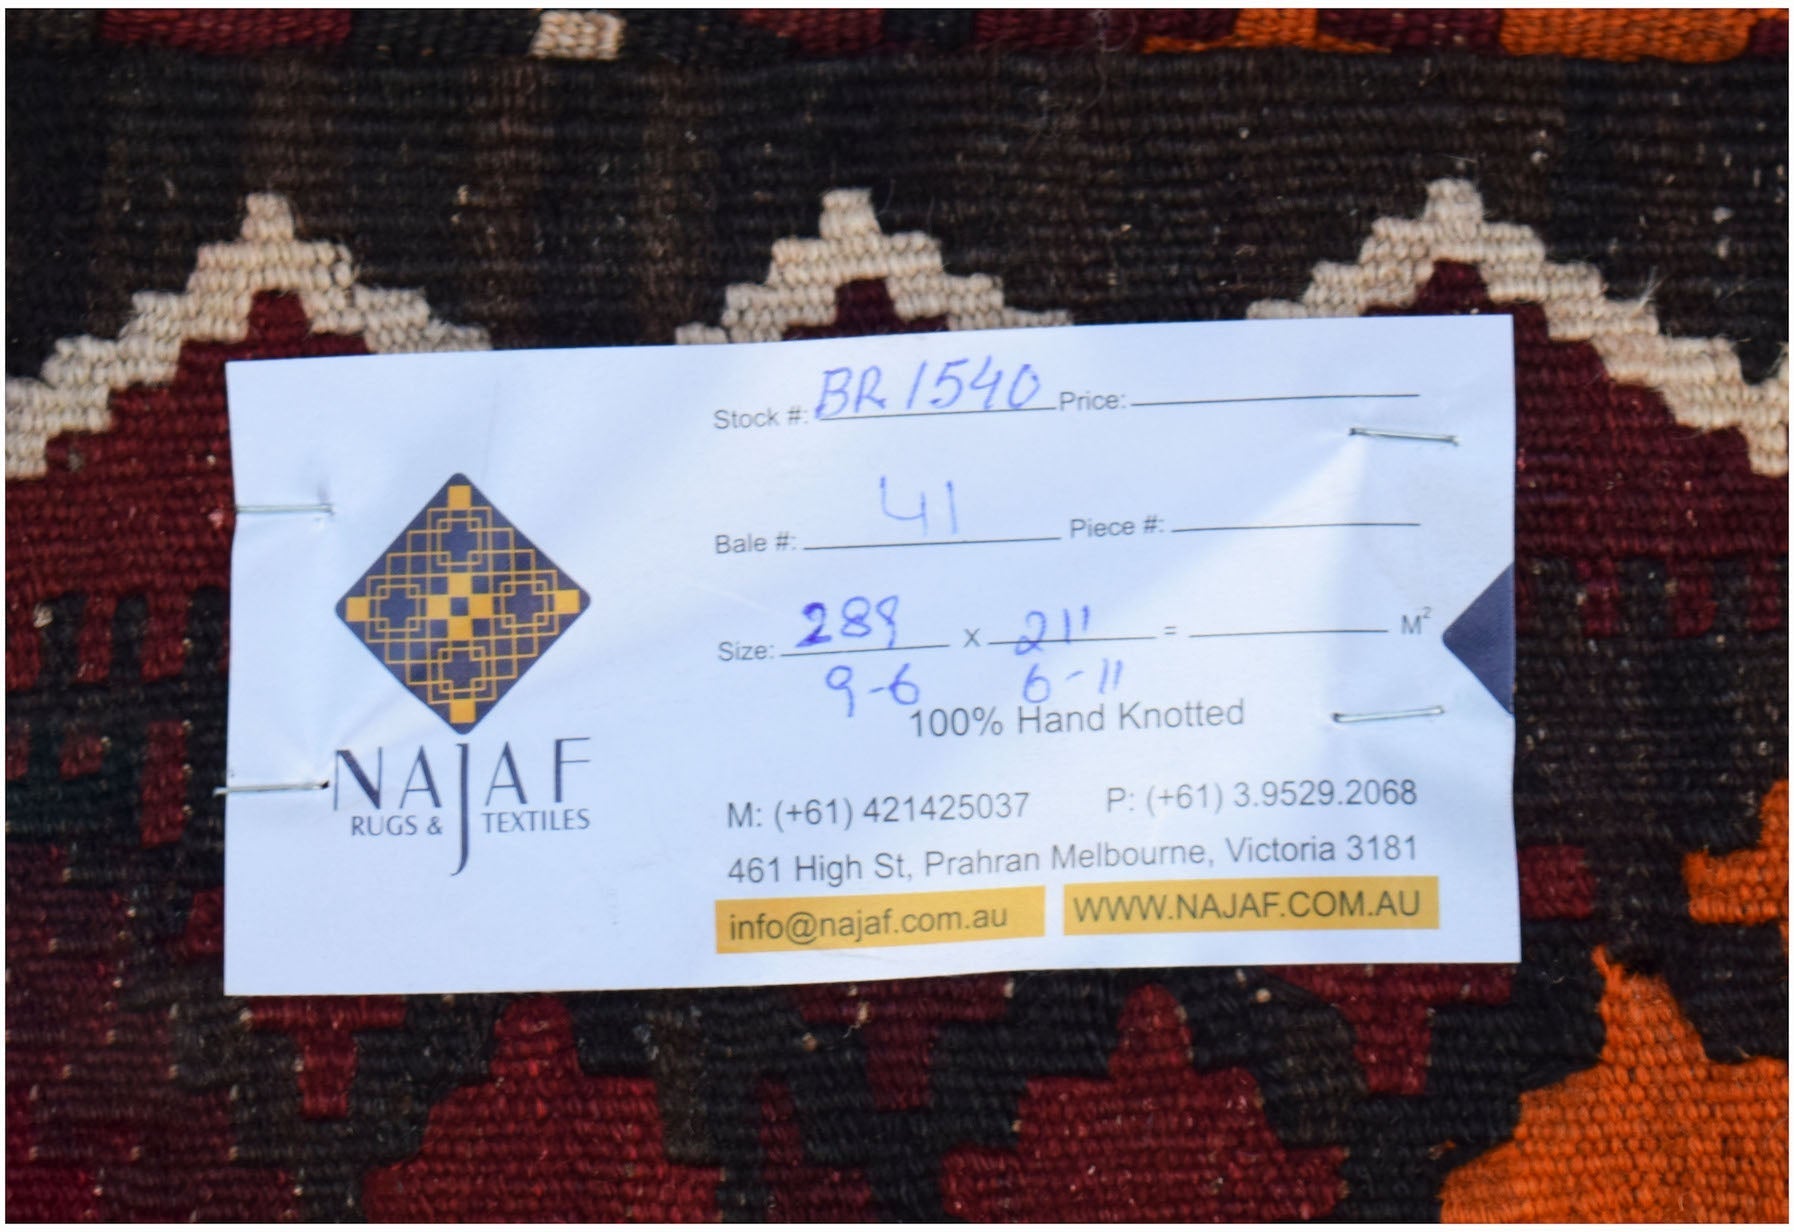 Stock #: BR1540 Price:
Bale #: 41 Piece #:
Size: 289 x 211 = M²
9-6 6-11
100% Hand Knotted
NAJAF
RUGS & TEXTILES
M: (+61) 421425037 P: (+61) 3.9529.2068
461 High St, Prahran Melbourne, Victoria 3181
info@najaf.com.au WWW.NAJAF.COM.AU